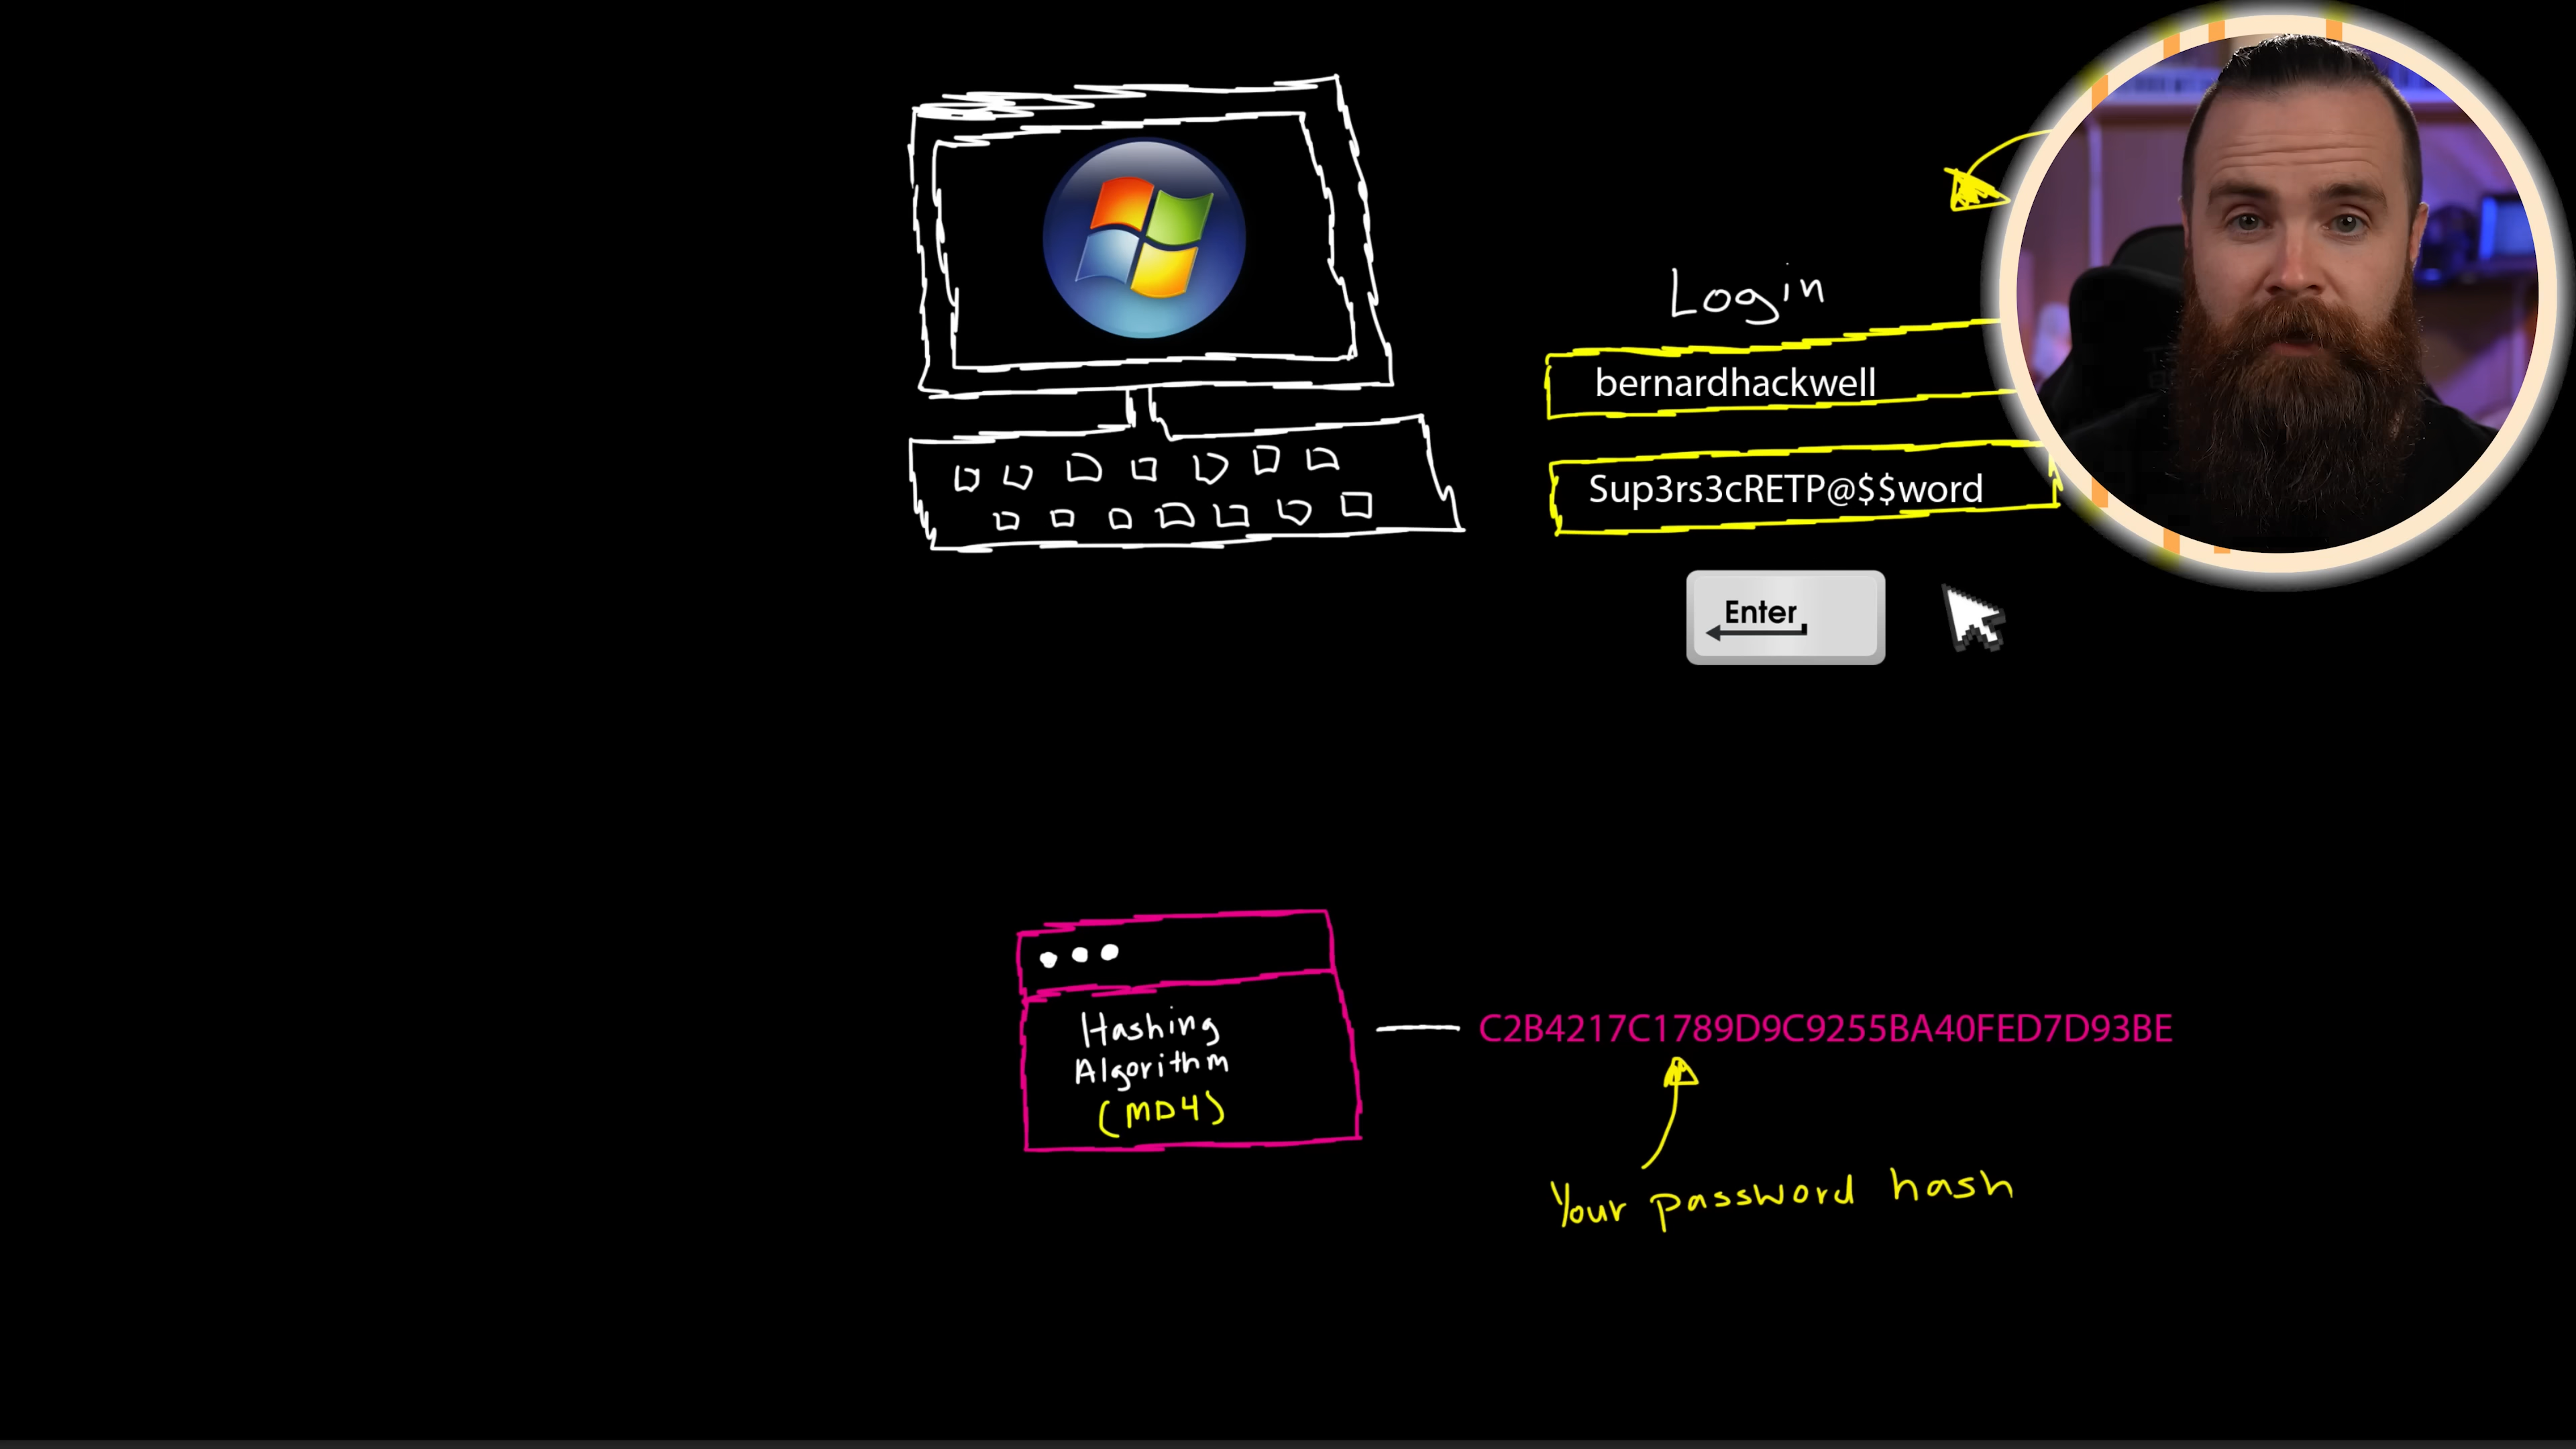 Login
bernardhackwell
Sup3rs3cRETP@$$word
Enter
Hashing
Algorithm
(MD4)
C2B4217C1789D9C9255BA40FED7D93BE
Your password hash